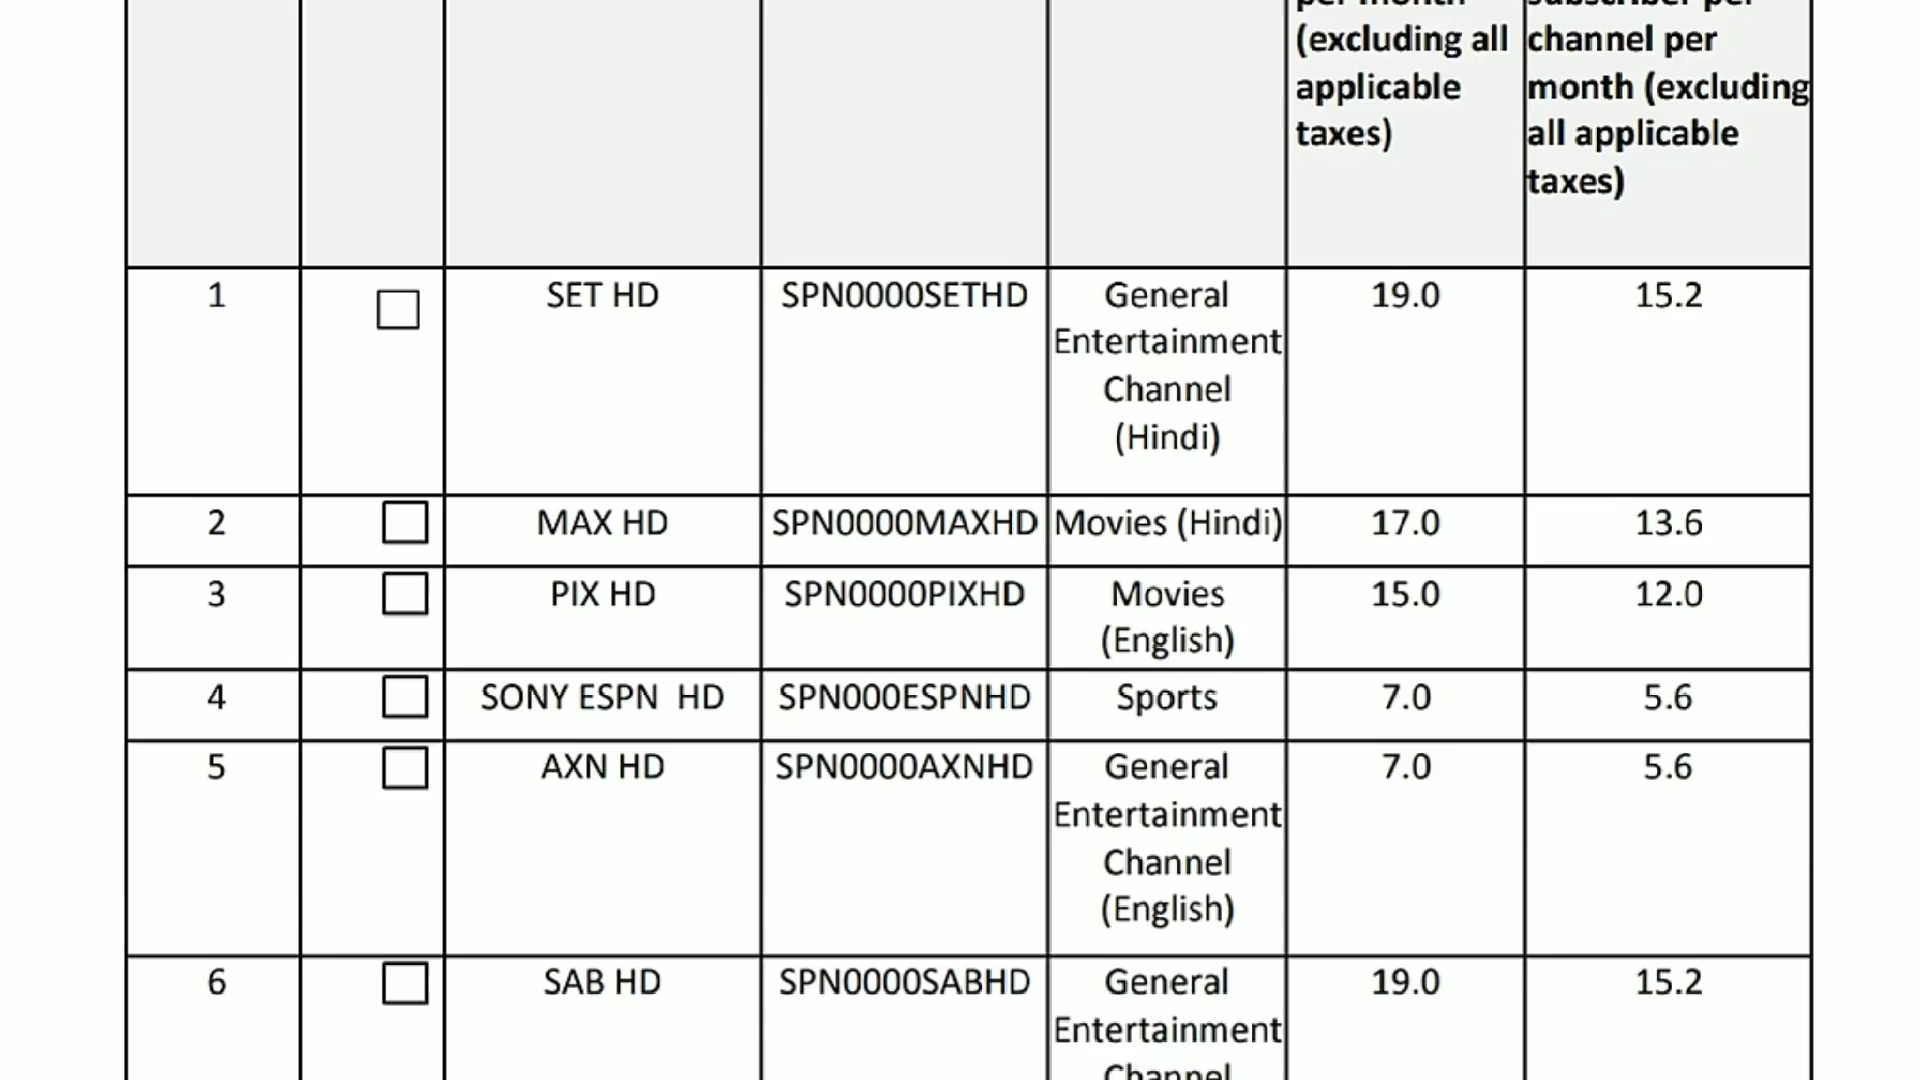 (excluding all
applicable
taxes)
channel per
month (excluding
all applicable
taxes)
1 SET HD SPN0000SETHD General 19.0 15.2
Entertainment
Channel
(Hindi)
2 MAX HD SPN0000MAXHD Movies (Hindi) 17.0 13.6
3 PIX HD SPN0000PIXHD Movies 15.0 12.0
(English)
4 SONY ESPN HD SPN000ESPNHD Sports 7.0 5.6
5 AXN HD SPN0000AXNHD General 7.0 5.6
Entertainment
Channel
(English)
6 SAB HD SPN0000SABHD General 19.0 15.2
Entertainment
Channel